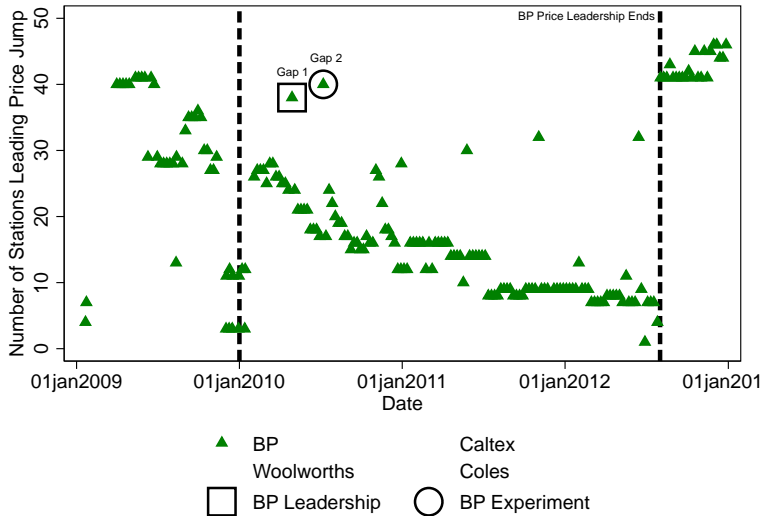 BP Price Leadership Ends
Gap 2
Gap 1
Number of Stations Leading Price Jump
50
40
30
20
10
0
01jan2009 01jan2010 01jan2011 01jan2012 01jan201
Date
BP Caltex
Woolworths Coles
BP Leadership BP Experiment